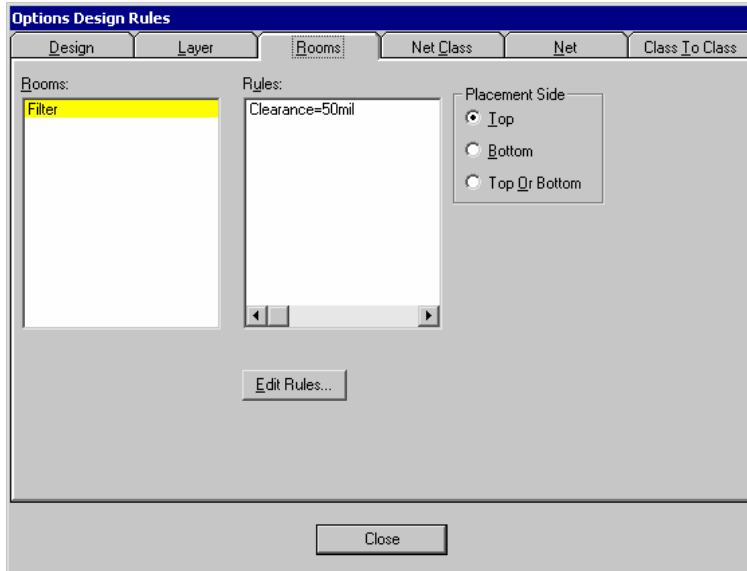 Options Design Rules
Design Layer Rooms Net Class Net Class To Class
Rooms: Rules:
Filter Clearance=50mil Placement Side
Top
Bottom
Top Or Bottom
Edit Rules...
Close